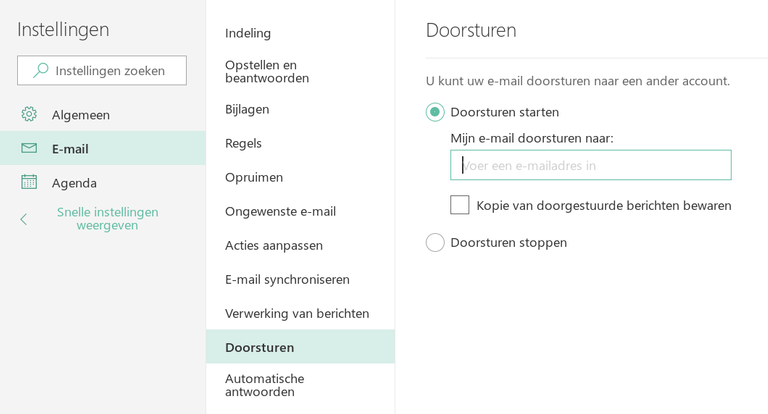 Instellingen
Instellingen zoeken
Algemeen
E-mail
Agenda
Snelle instellingen
weergeven
Indeling
Opstellen en
beantwoorden
Bijlagen
Regels
Opruimen
Ongewenste e-mail
Acties aanpassen
E-mail synchroniseren
Verwerking van berichten
Doorsturen
Automatische
antwoorden
Doorsturen
U kunt uw e-mail doorsturen naar een ander account.
Doorsturen starten
Mijn e-mail doorsturen naar:
Voer een e-mailadres in
Kopie van doorgestuurde berichten bewaren
Doorsturen stoppen